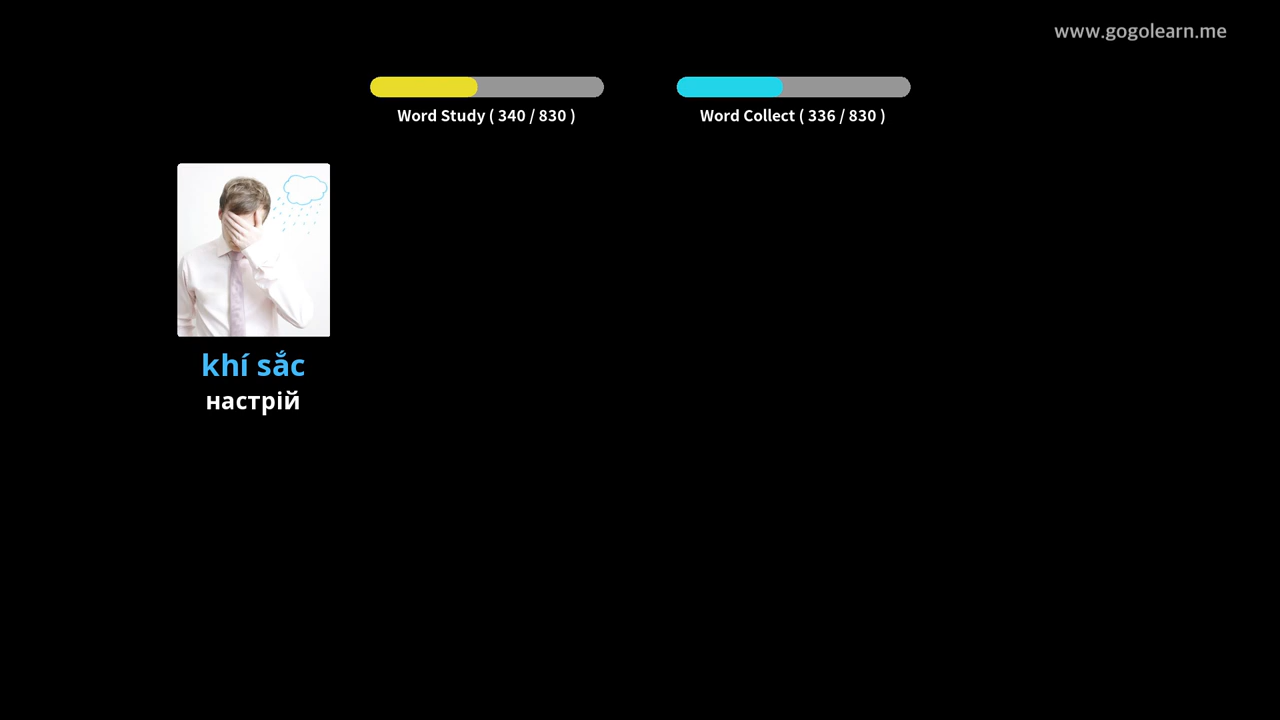 www.gogolearn.me
Word Study ( 340 / 830 )
Word Collect ( 336 / 830 )
khí sắc
настрій